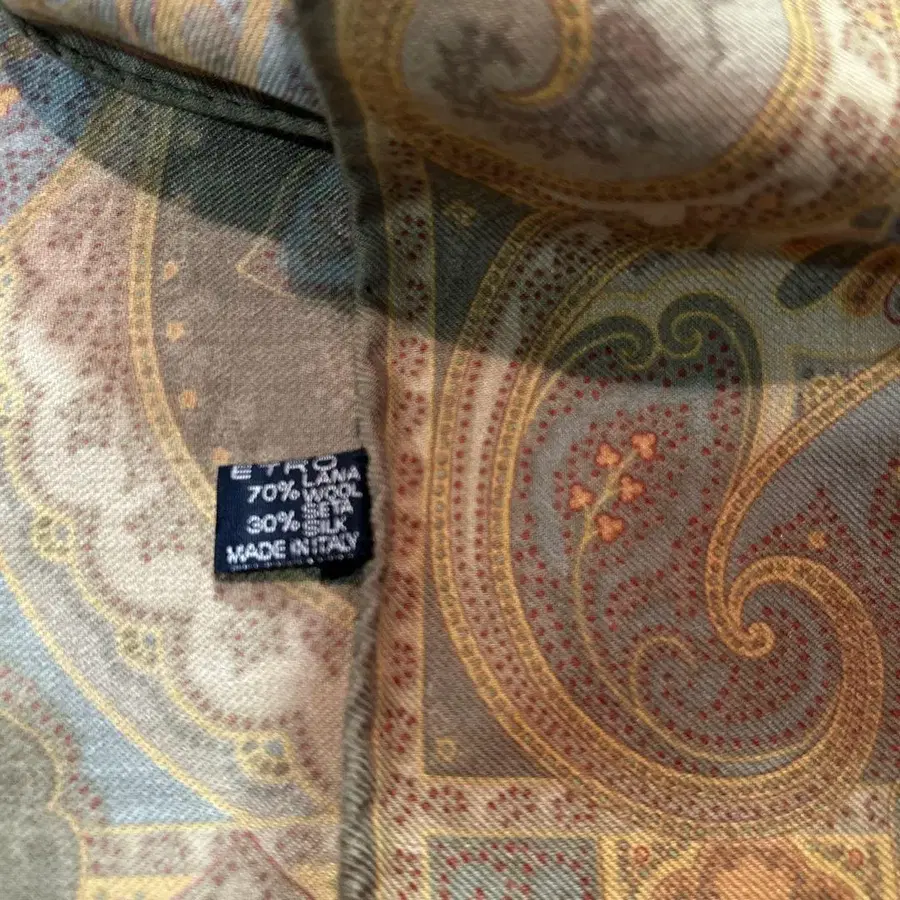 ETRO
70% LANA
WOOL
30% SETA
SILK
MADE IN ITALY